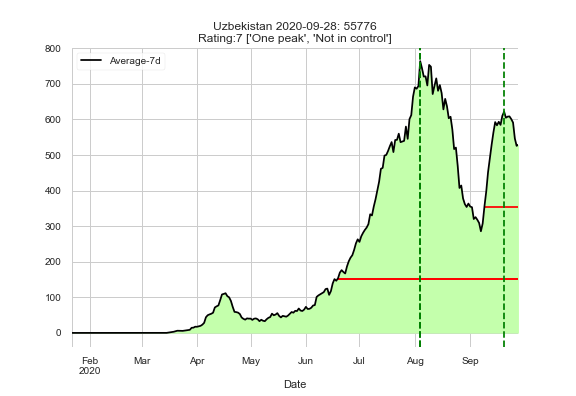 Uzbekistan 2020-09-28: 55776
Rating:7 ['One peak', 'Not in control']
800
700
600
500
400
300
200
100
0
Average-7d
Feb
2020
Mar
Apr
May
Jun
Jul
Aug
Sep
Date